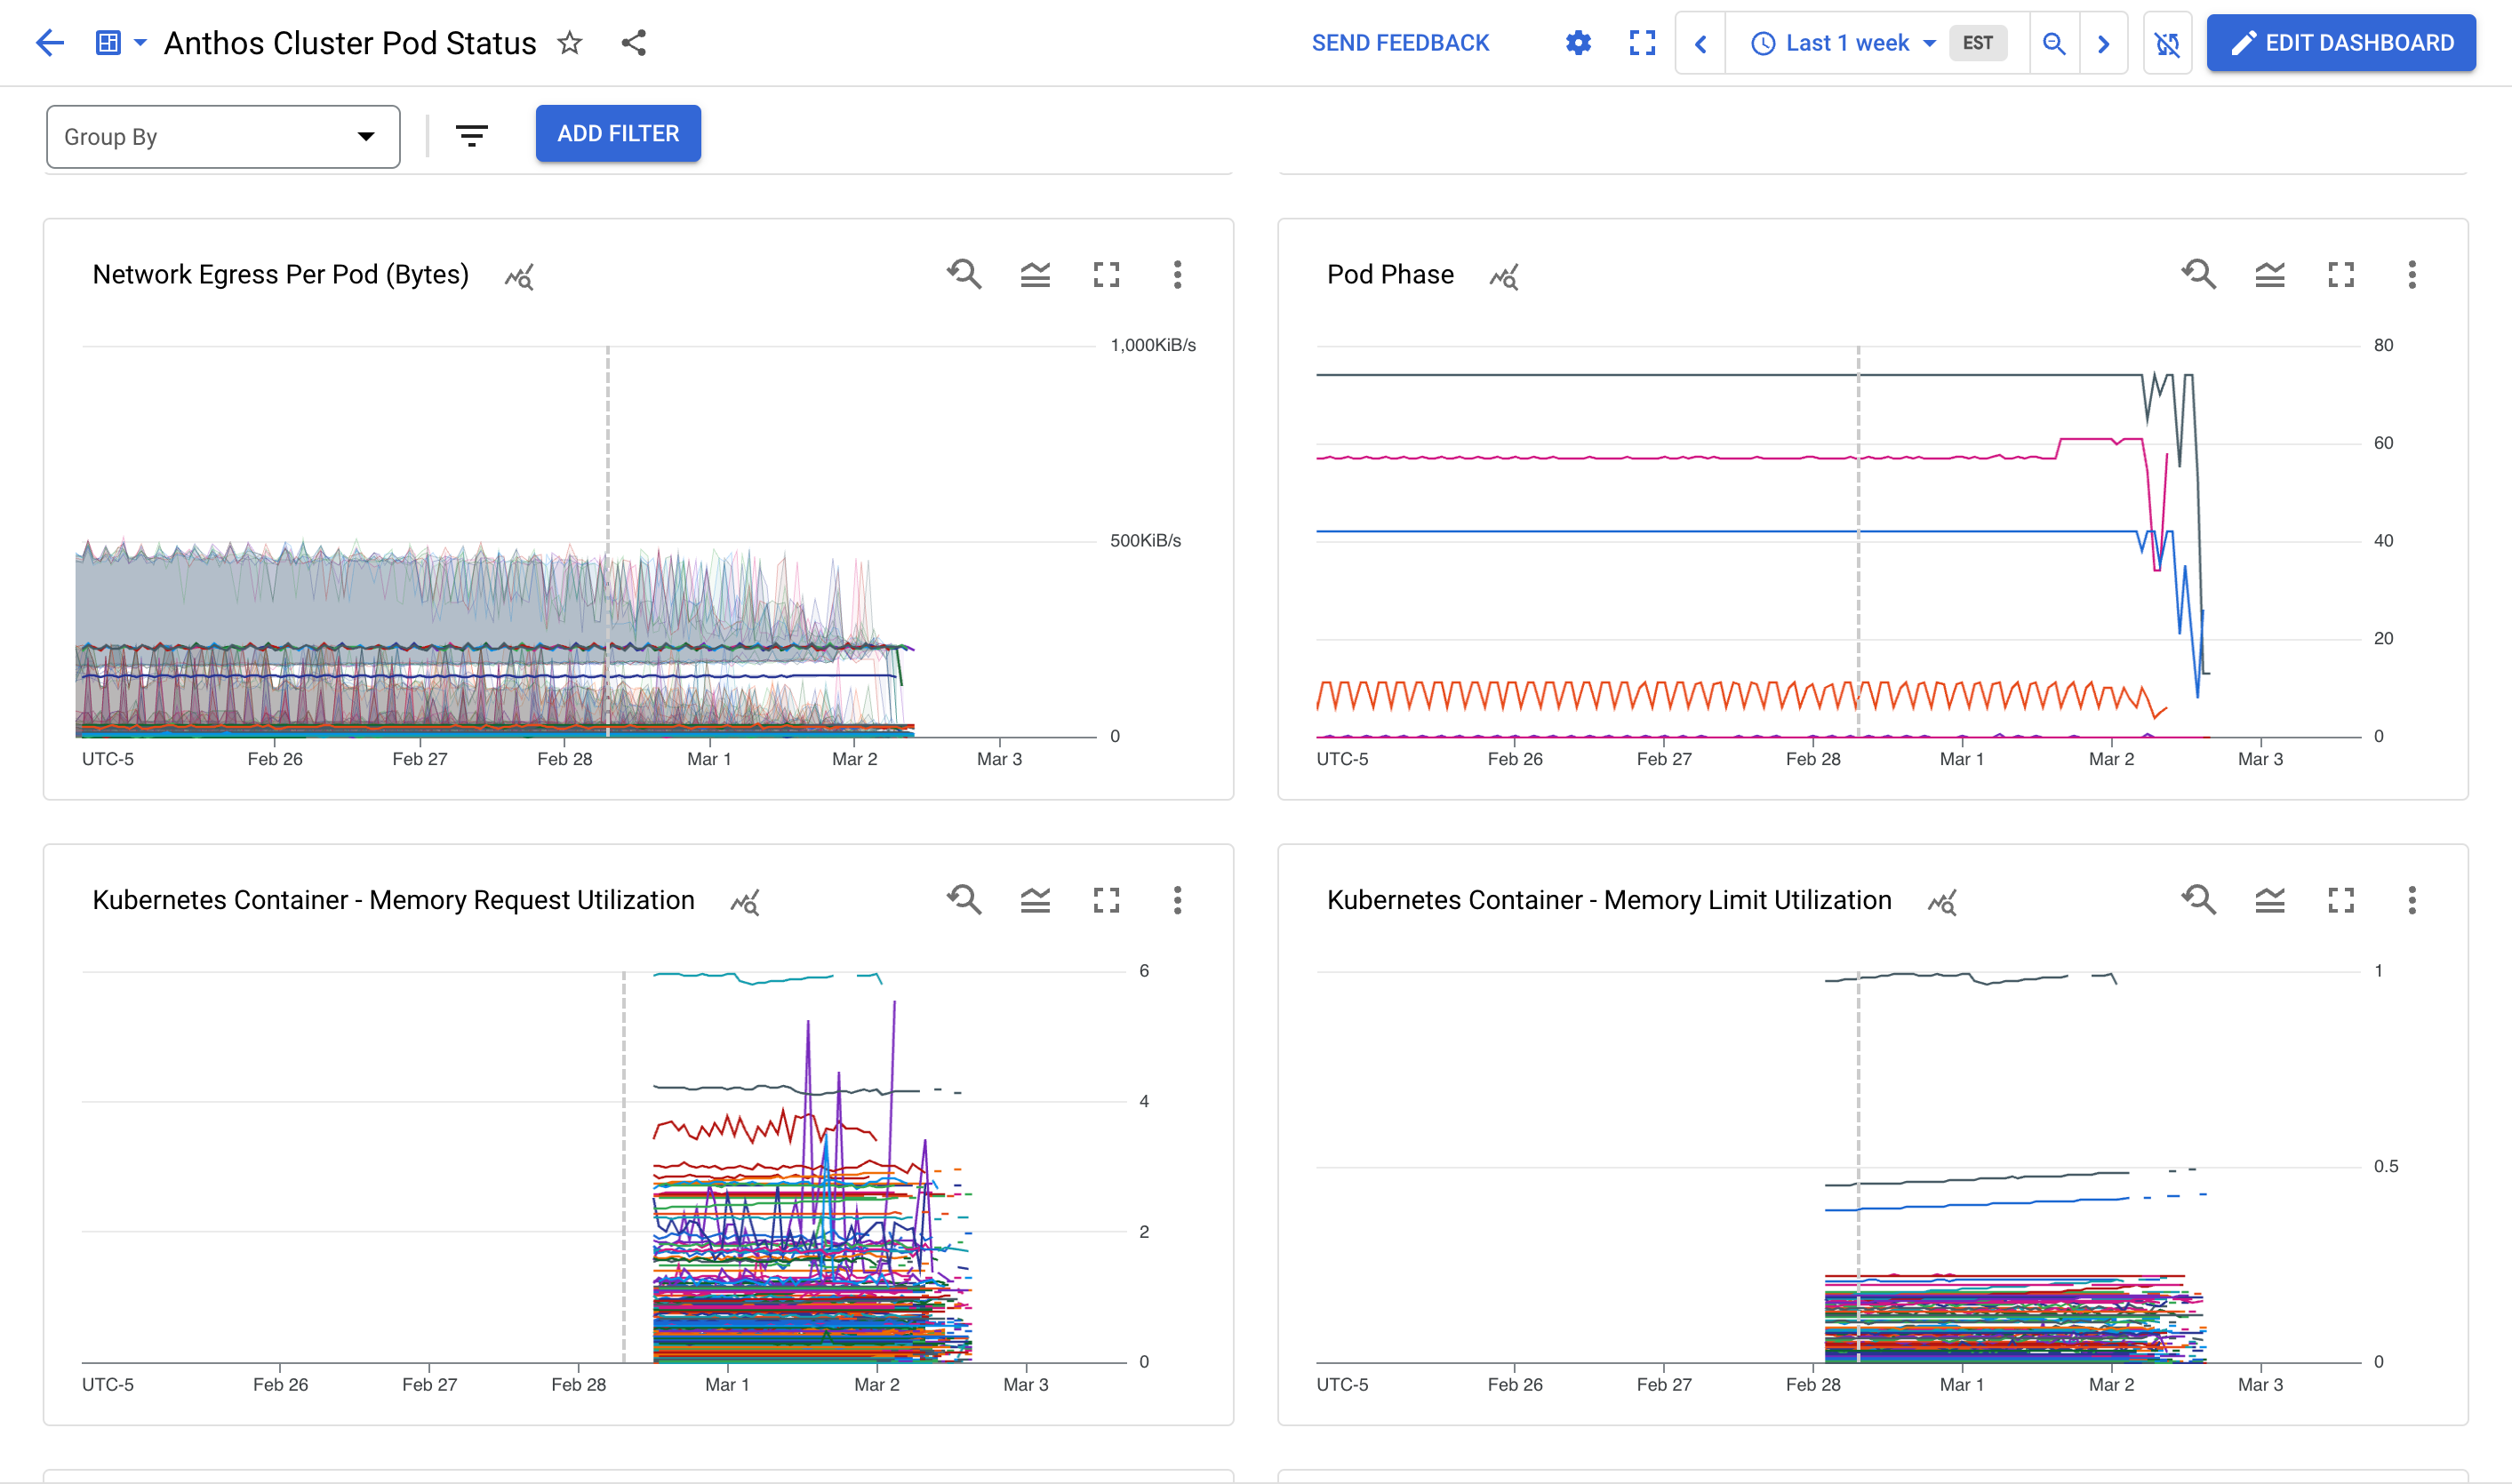 Anthos Cluster Pod Status
SEND FEEDBACK
Last 1 week
EST
EDIT DASHBOARD
Group By
ADD FILTER
Network Egress Per Pod (Bytes)
1,000KiB/s
500KiB/s
0
UTC-5 Feb 26 Feb 27 Feb 28 Mar 1 Mar 2 Mar 3
Pod Phase
80
60
40
20
0
UTC-5 Feb 26 Feb 27 Feb 28 Mar 1 Mar 2 Mar 3
Kubernetes Container - Memory Request Utilization
6
4
2
0
UTC-5 Feb 26 Feb 27 Feb 28 Mar 1 Mar 2 Mar 3
Kubernetes Container - Memory Limit Utilization
1
0.5
0
UTC-5 Feb 26 Feb 27 Feb 28 Mar 1 Mar 2 Mar 3